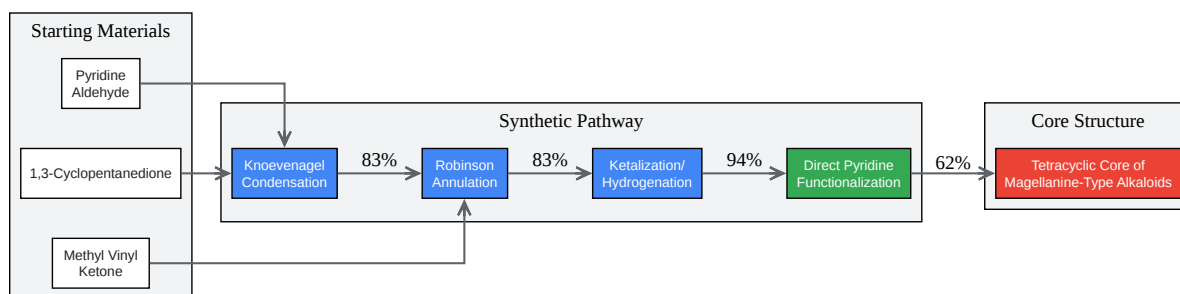 Starting Materials
Pyridine
Aldehyde
1,3-Cyclopentanedione
Methyl Vinyl
Ketone
Synthetic Pathway
Knoevenagel
Condensation
83%
Robinson
Annulation
83%
Ketalization/
Hydrogenation
94%
Direct Pyridine
Functionalization
62%
Core Structure
Tetracyclic Core of
Magellanine-Type Alkaloids